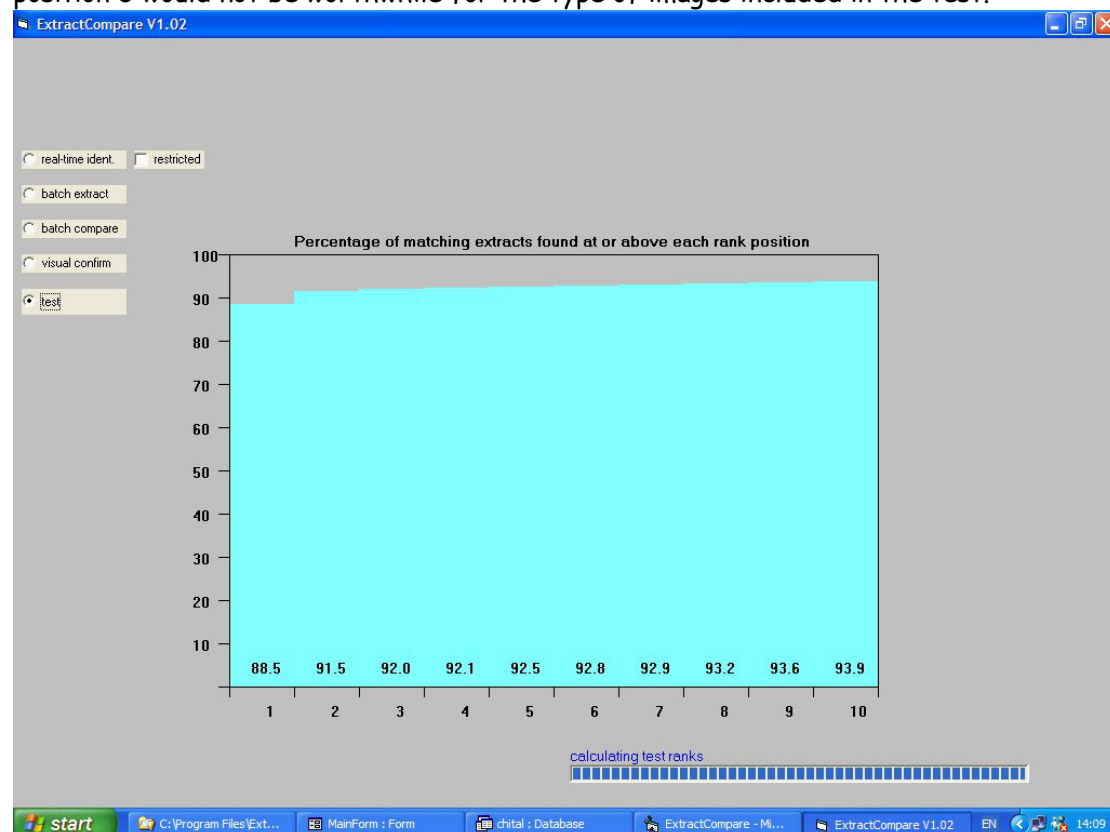 ExtractCompare V1.02
real-time ident. restricted
batch extract
batch compare
visual confirm
test
Percentage of matching extracts found at or above each rank position
100
90
80
70
60
50
40
30
20
10
88.5 91.5 92.0 92.1 92.5 92.8 92.9 93.2 93.6 93.9
1 2 3 4 5 6 7 8 9 10
calculating test ranks
start C:\Program Files\Ext... MainForm : Form chital : Database ExtractCompare - Mi... ExtractCompare V1.02 EN 14:09